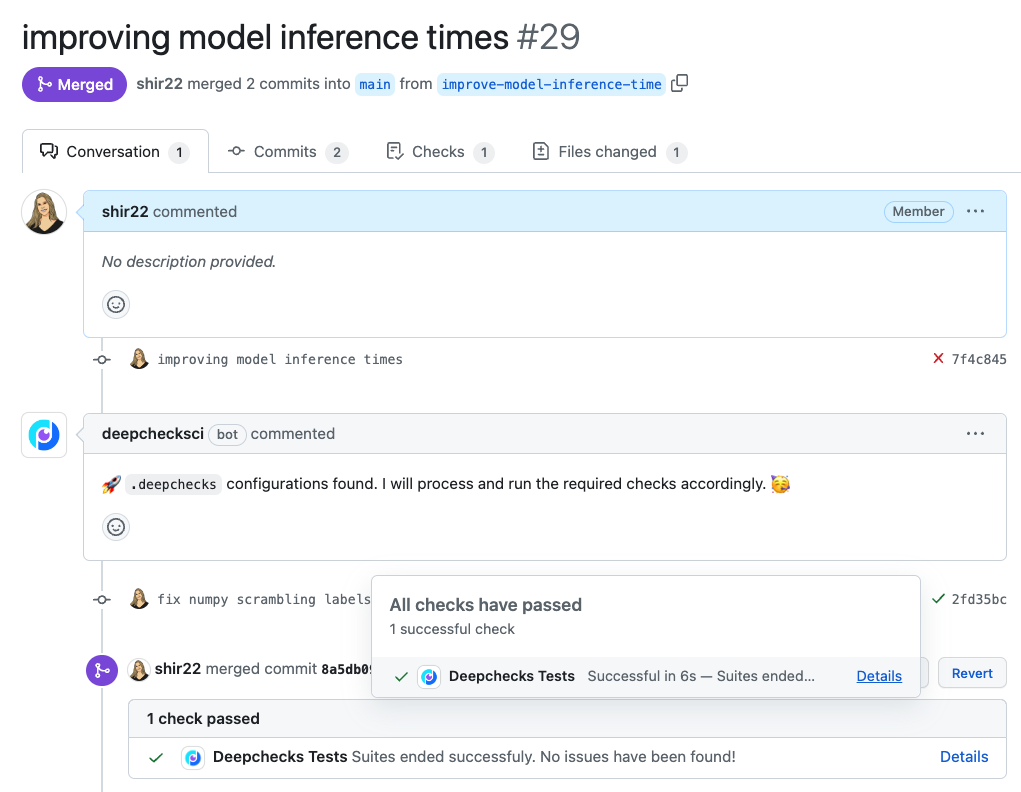 improving model inference times #29
Merged shir22 merged 2 commits into main from improve-model-inference-time
Conversation 1 Commits 2 Checks 1 Files changed 1
shir22 commented Member
No description provided.
improving model inference times 7f4c845
deepchecksci bot commented
🚀 .deepchecks configurations found. I will process and run the required checks accordingly. 🥳
fix numpy scrambling labels 2fd35bc
All checks have passed
1 successful check
Deepchecks Tests Successful in 6s — Suites ended... Details
shir22 merged commit Revert
1 check passed
Deepchecks Tests Suites ended successfuly. No issues have been found! Details